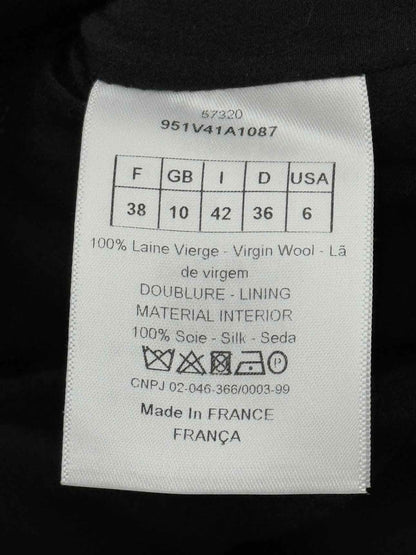 57320
951V41A1087
F GB I D USA
38 10 42 36 6
100% Laine Vierge - Virgin Wool - Lã
de virgem
DOUBLURE - LINING
MATERIAL INTERIOR
100% Soie - Silk - Seda
CNPJ 02-046-366/0003-99
Made In FRANCE
FRANÇA